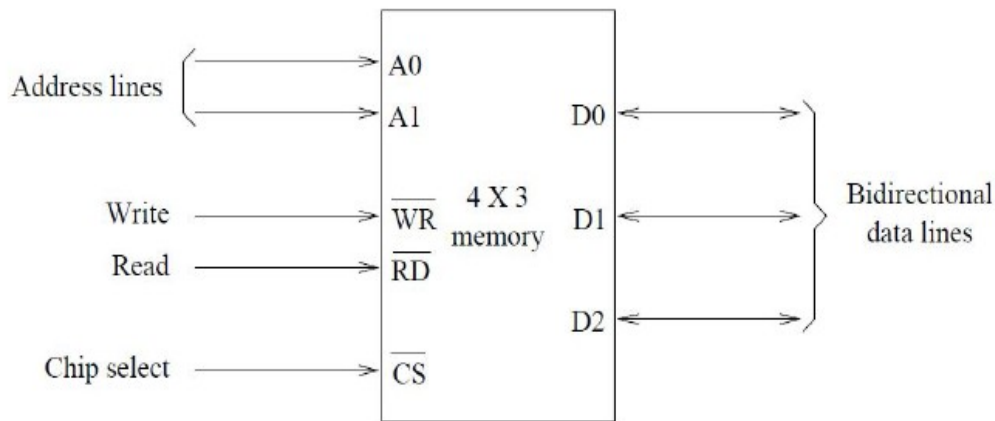 Address lines
A0
A1
Write
Read
Chip select
WR
RD
CS
4 X 3
memory
D0
D1
D2
Bidirectional
data lines